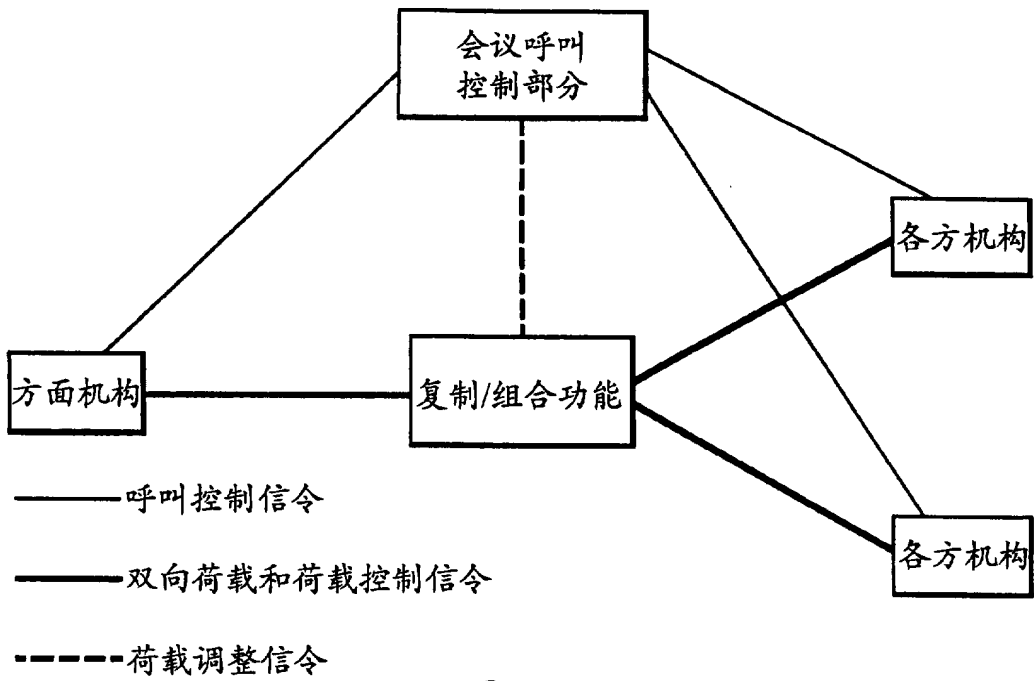 会议呼叫
控制部分
各方机构
方面机构
复制/组合功能
呼叫控制信令
各方机构
双向荷载和荷载控制信令
荷载调整信令